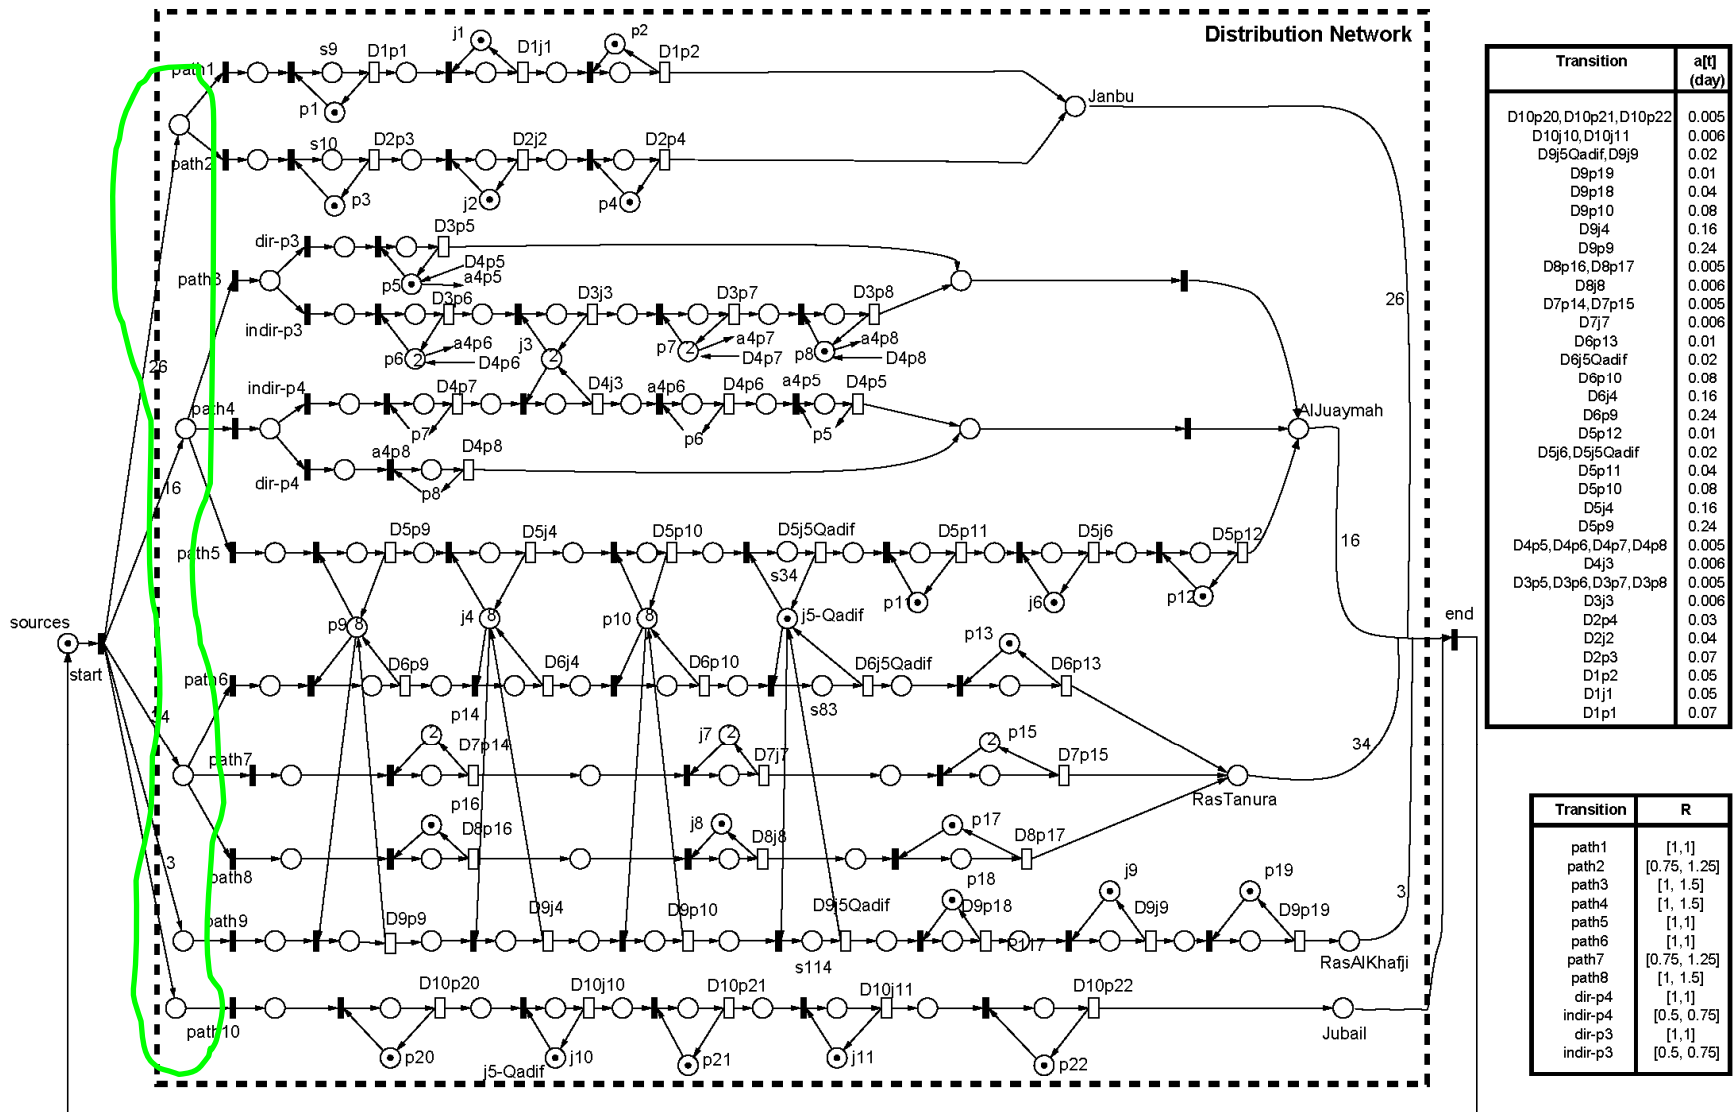 Distribution Network
s9 D1p1 j1 D1j1 p2 D1p2
path1
p1
Janbu
s10 D2p3 D2j2 D2p4
path2
p3 j2 p4
dir-p3 D3p5
D4p5
a4p5
p5
path3
D3p6 D3j3 D3p7 D3p8
indir-p3
p6 2 a4p6 D4p6 j3 2 p7 2 a4p7 D4p7 p8 a4p8 D4p8
26
26
indir-p4 D4p7 D4j3 a4p6 D4p6 a4p5 D4p5
path4
p7 p6 p5
AlJuaymah
a4p8 D4p8
dir-p4
p8
16
16
D5p9 D5j4 D5p10 D5j5Qadif D5p11 D5j6 D5p12
path5
s34
p11 j6 p12
sources
start
end
p9 8 j4 8 p10 8 j5-Qadif
p13
D6p9 D6j4 D6p10 D6j5Qadif D6p13
path6
s83
p14 2 D7p14 j7 2 D7j7 p15 2 D7p15
path7
34
RasTanura
p16 D8p16 j8 D8j8 p17 D8p17
path8
3
3
p18 j9 p19
D9p9 D9j4 D9p10 D9j5Qadif D9p18 D9j9 D9p19
path9
s114
P117
RasAlKhafji
D10p20 D10j10 D10p21 D10j11 D10p22
path10
Jubail
p20 j10 p21 j11 p22
j5-Qadif
Transition a[t]
(day)
D10p20,D10p21,D10p22 0.005
D10j10,D10j11 0.006
D9j5Qadif,D9j9 0.02
D9p19 0.01
D9p18 0.04
D9p10 0.08
D9j4 0.16
D9p9 0.24
D8p16,D8p17 0.005
D8j8 0.006
D7p14,D7p15 0.005
D7j7 0.006
D6p13 0.01
D6j5Qadif 0.02
D6p10 0.08
D6j4 0.16
D6p9 0.24
D5p12 0.01
D5j6,D5j5Qadif 0.02
D5p11 0.04
D5p10 0.08
D5j4 0.16
D5p9 0.24
D4p5,D4p6,D4p7,D4p8 0.005
D4j3 0.006
D3p5,D3p6,D3p7,D3p8 0.005
D3j3 0.006
D2p4 0.03
D2j2 0.04
D2p3 0.07
D1p2 0.05
D1j1 0.05
D1p1 0.07
Transition R
path1 [1,1]
path2 [0.75, 1.25]
path3 [1, 1.5]
path4 [1, 1.5]
path5 [1,1]
path6 [1,1]
path7 [0.75, 1.25]
path8 [1, 1.5]
dir-p4 [1,1]
indir-p4 [0.5, 0.75]
dir-p3 [1,1]
indir-p3 [0.5, 0.75]